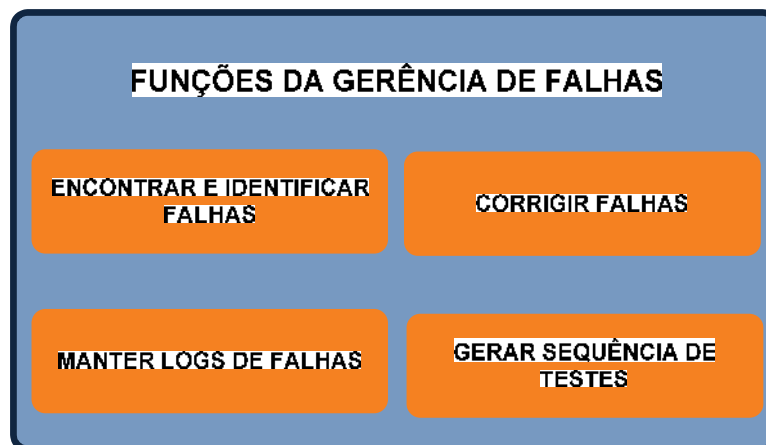 FUNÇÕES DA GERÊNCIA DE FALHAS
ENCONTRAR E IDENTIFICAR
FALHAS
CORRIGIR FALHAS
MANTER LOGS DE FALHAS
GERAR SEQUÊNCIA DE
TESTES